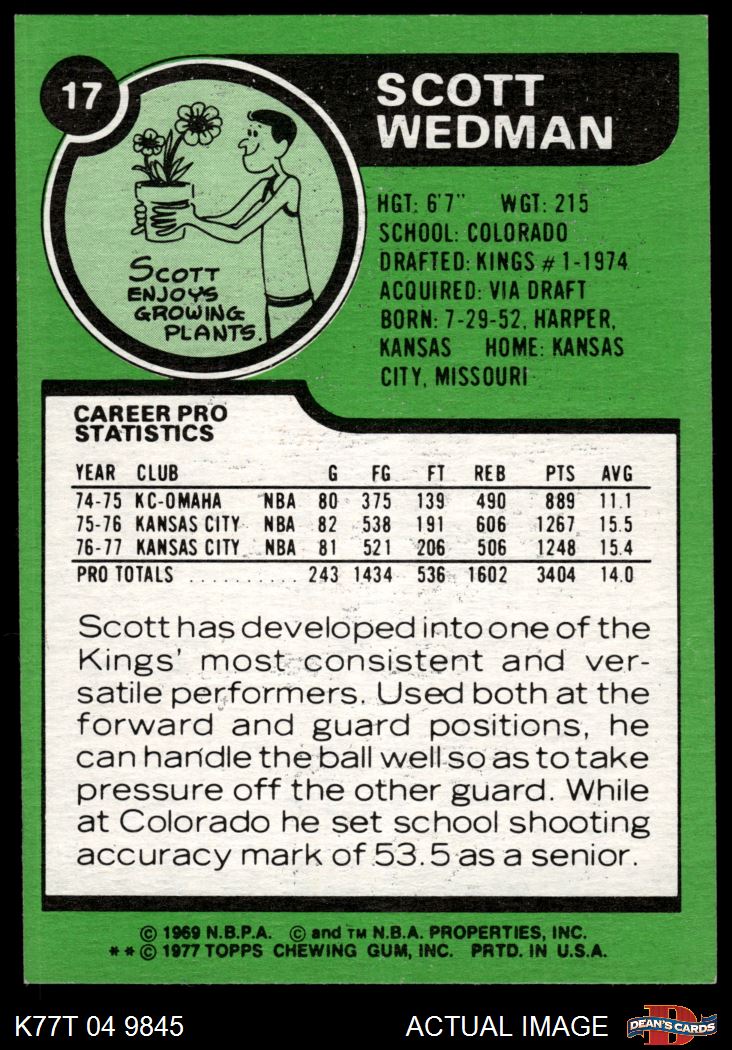 17
SCOTT
WEDMAN
SCOTT
ENJOYS
GROWING
PLANTS.
HGT: 6'7" WGT: 215
SCHOOL: COLORADO
DRAFTED: KINGS #1-1974
ACQUIRED: VIA DRAFT
BORN: 7-29-52, HARPER,
KANSAS HOME: KANSAS
CITY, MISSOURI
CAREER PRO
STATISTICS
YEAR CLUB G FG FT REB PTS AVG
74-75 KC-OMAHA NBA 80 375 139 490 889 11.1
75-76 KANSAS CITY NBA 82 538 191 606 1267 15.5
76-77 KANSAS CITY NBA 81 521 206 506 1248 15.4
PRO TOTALS .......... 243 1434 536 1602 3404 14.0
Scott has developed into one of the
Kings' most consistent and ver-
satile performers. Used both at the
forward and guard positions, he
can handle the ball well so as to take
pressure off the other guard. While
at Colorado he set school shooting
accuracy mark of 53.5 as a senior.
© 1969 N.B.P.A. © and TM N.B.A. PROPERTIES, INC.
**© 1977 TOPPS CHEWING GUM, INC. PRTD. IN U.S.A.
K77T 04 9845 ACTUAL IMAGE DEAN'S CARDS